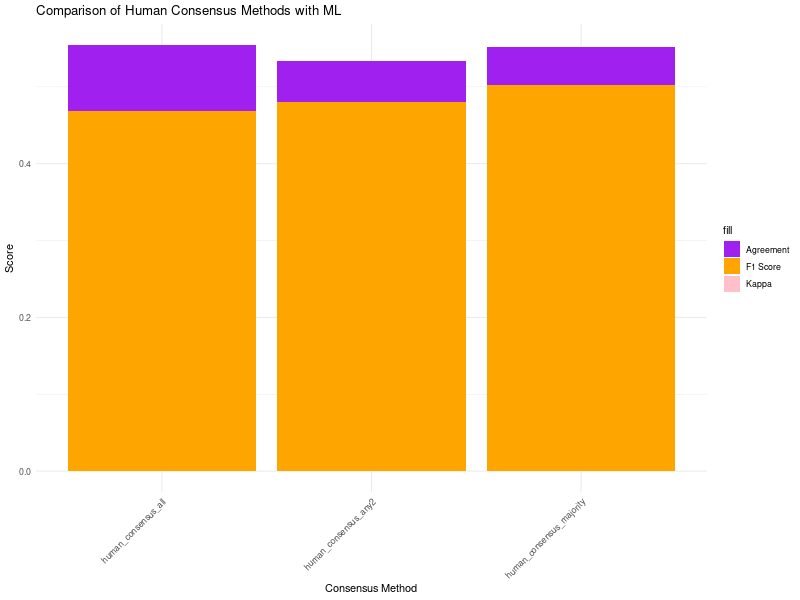 Comparison of Human Consensus Methods with ML
Score
0.4
0.2
0.0
human_consensus_all
human_consensus_any2
human_consensus_majority
Consensus Method
fill
Agreement
F1 Score
Kappa